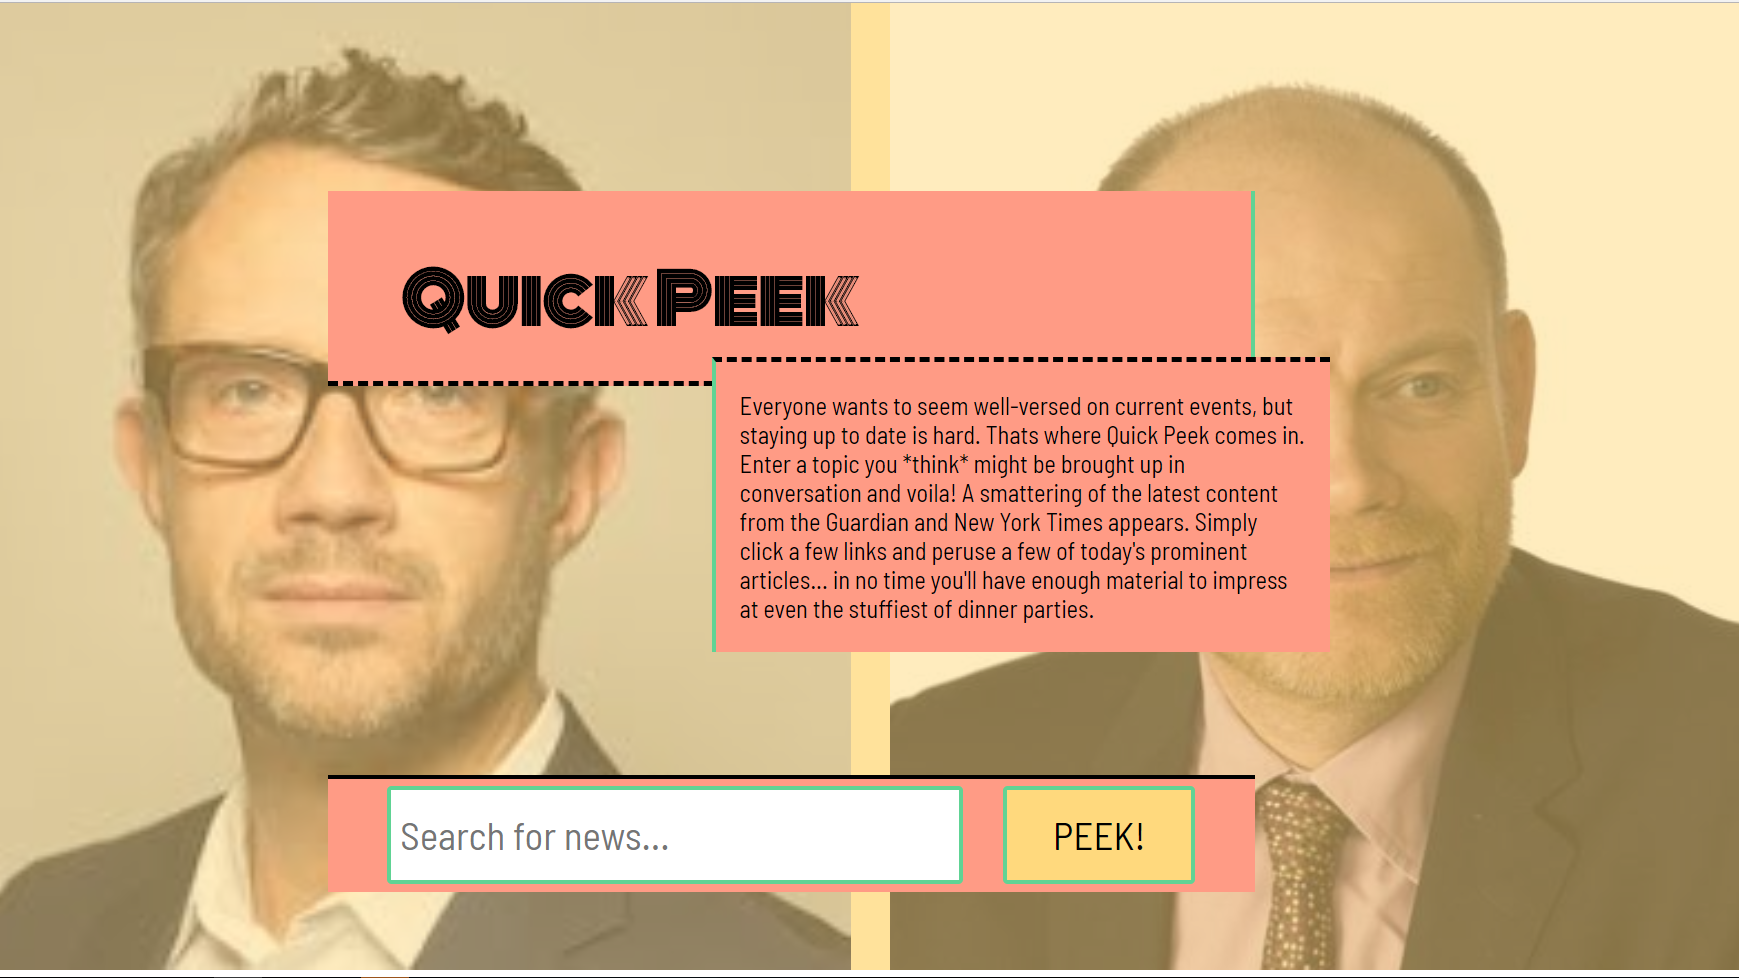 Quick Peek
Everyone wants to seem well-versed on current events, but
staying up to date is hard. Thats where Quick Peek comes in.
Enter a topic you *think* might be brought up in
conversation and voila! A smattering of the latest content
from the Guardian and New York Times appears. Simply
click a few links and peruse a few of today's prominent
articles... in no time you'll have enough material to impress
at even the stuffiest of dinner parties.
Search for news...
PEEK!